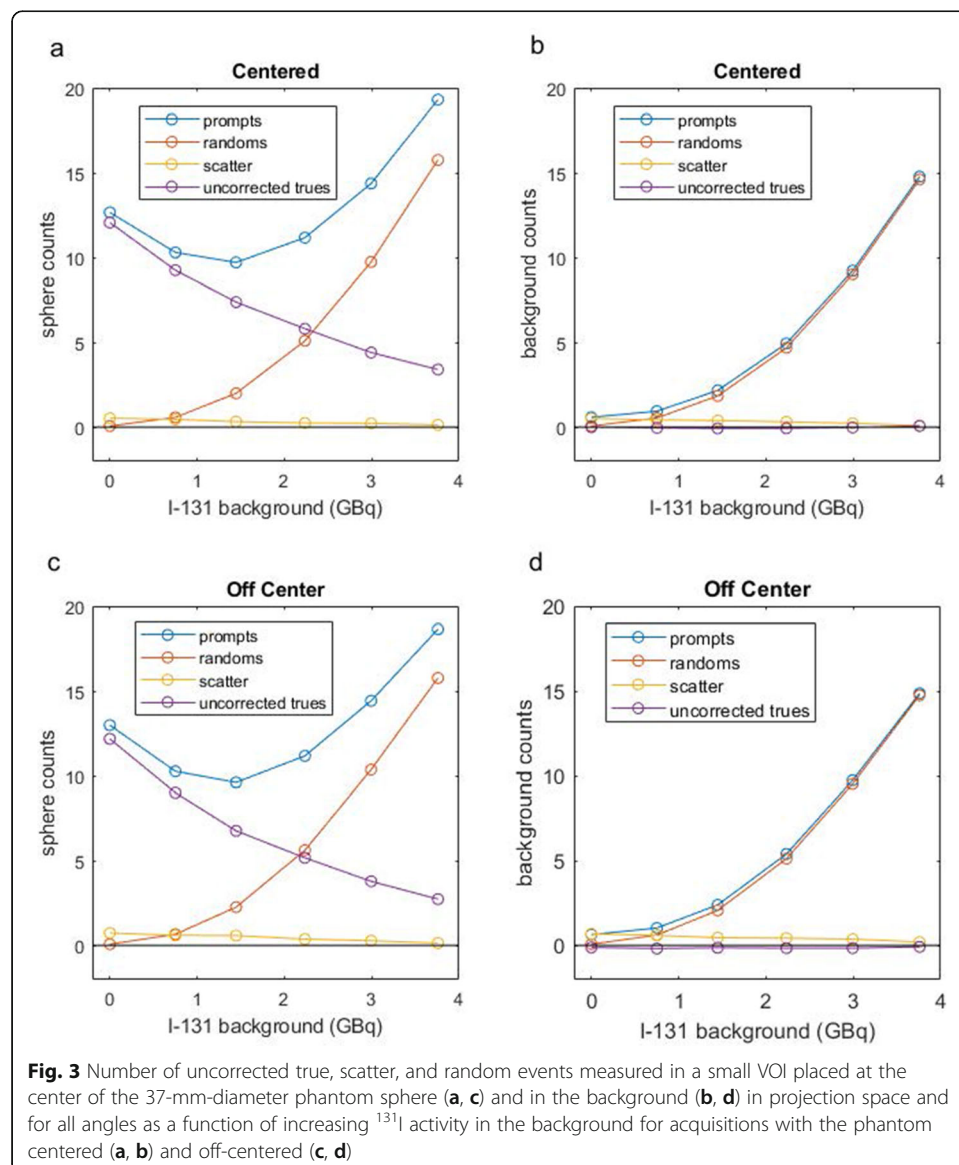 a
Centered
prompts
randoms
scatter
uncorrected trues
sphere counts
20
15
10
5
0
0 1 2 3 4
I-131 background (GBq)
b
Centered
prompts
randoms
scatter
uncorrected trues
background counts
20
15
10
5
0
0 1 2 3 4
I-131 background (GBq)
c
Off Center
prompts
randoms
scatter
uncorrected trues
sphere counts
20
15
10
5
0
0 1 2 3 4
I-131 background (GBq)
d
Off Center
prompts
randoms
scatter
uncorrected trues
background counts
20
15
10
5
0
0 1 2 3 4
I-131 background (GBq)
Fig. 3 Number of uncorrected true, scatter, and random events measured in a small VOI placed at the
center of the 37-mm-diameter phantom sphere (a, c) and in the background (b, d) in projection space and
for all angles as a function of increasing ¹³¹I activity in the background for acquisitions with the phantom
centered (a, b) and off-centered (c, d)